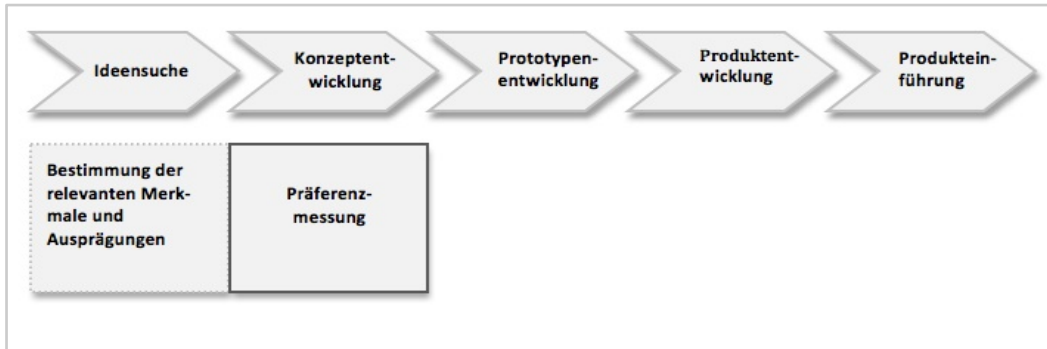 Ideensuche
Konzeptent-
wicklung
Prototypen-
entwicklung
Produktent-
wicklung
Produktein-
führung
Bestimmung der
relevanten Merk-
male und
Ausprägungen
Präferenz-
messung